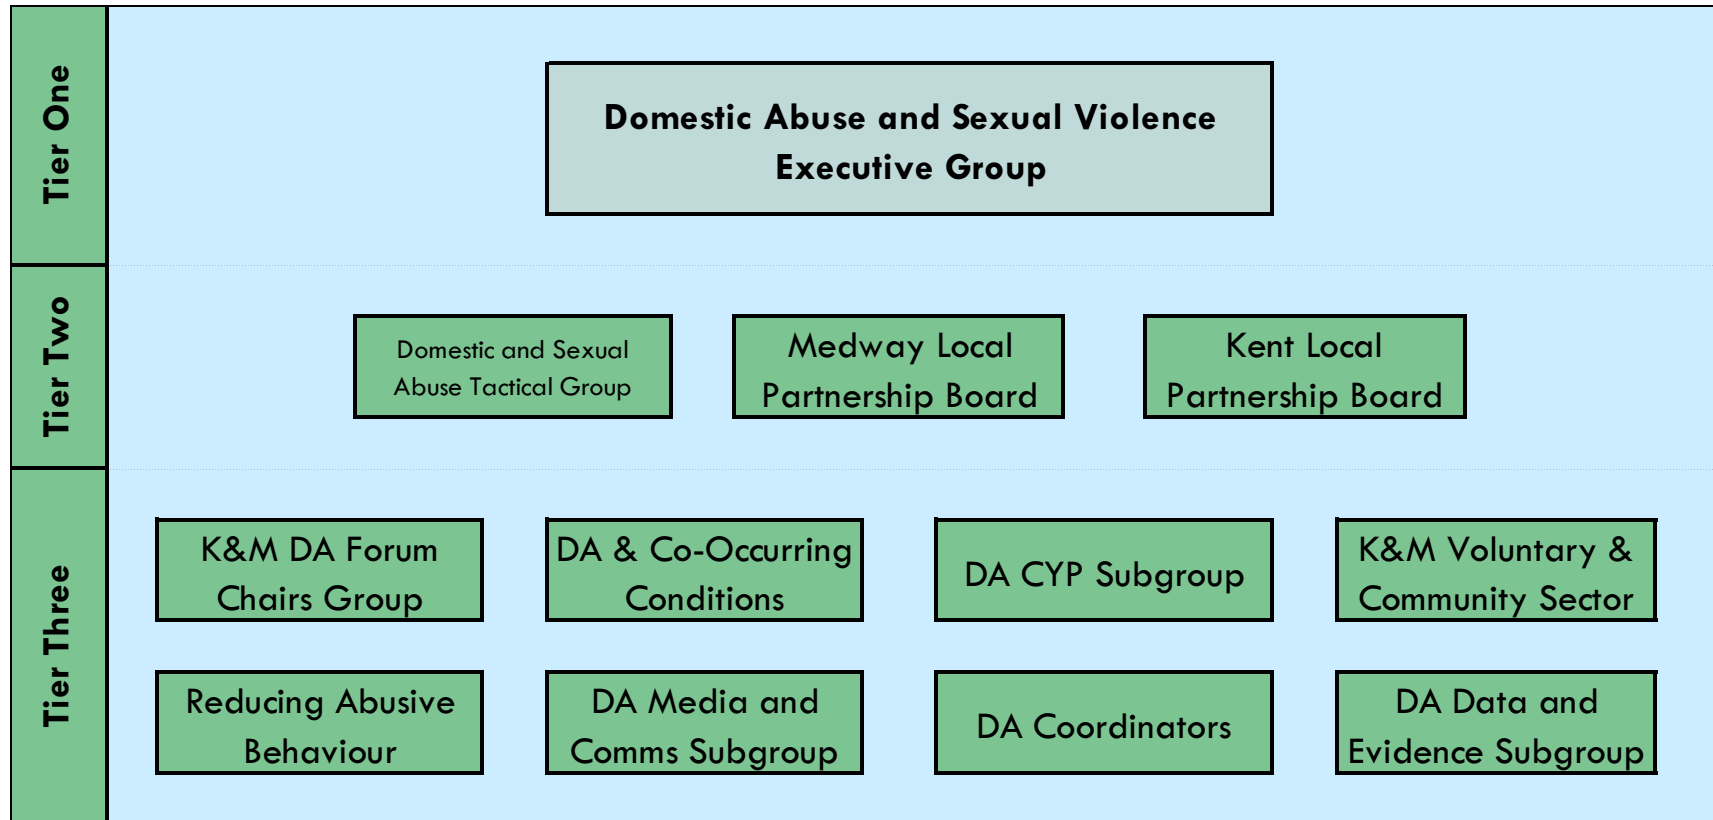 Tier One
Domestic Abuse and Sexual Violence
Executive Group
Tier Two
Domestic and Sexual
Abuse Tactical Group
Medway Local
Partnership Board
Kent Local
Partnership Board
Tier Three
K&M DA Forum
Chairs Group
DA & Co-Occurring
Conditions
DA CYP Subgroup
K&M Voluntary &
Community Sector
Reducing Abusive
Behaviour
DA Media and
Comms Subgroup
DA Coordinators
DA Data and
Evidence Subgroup